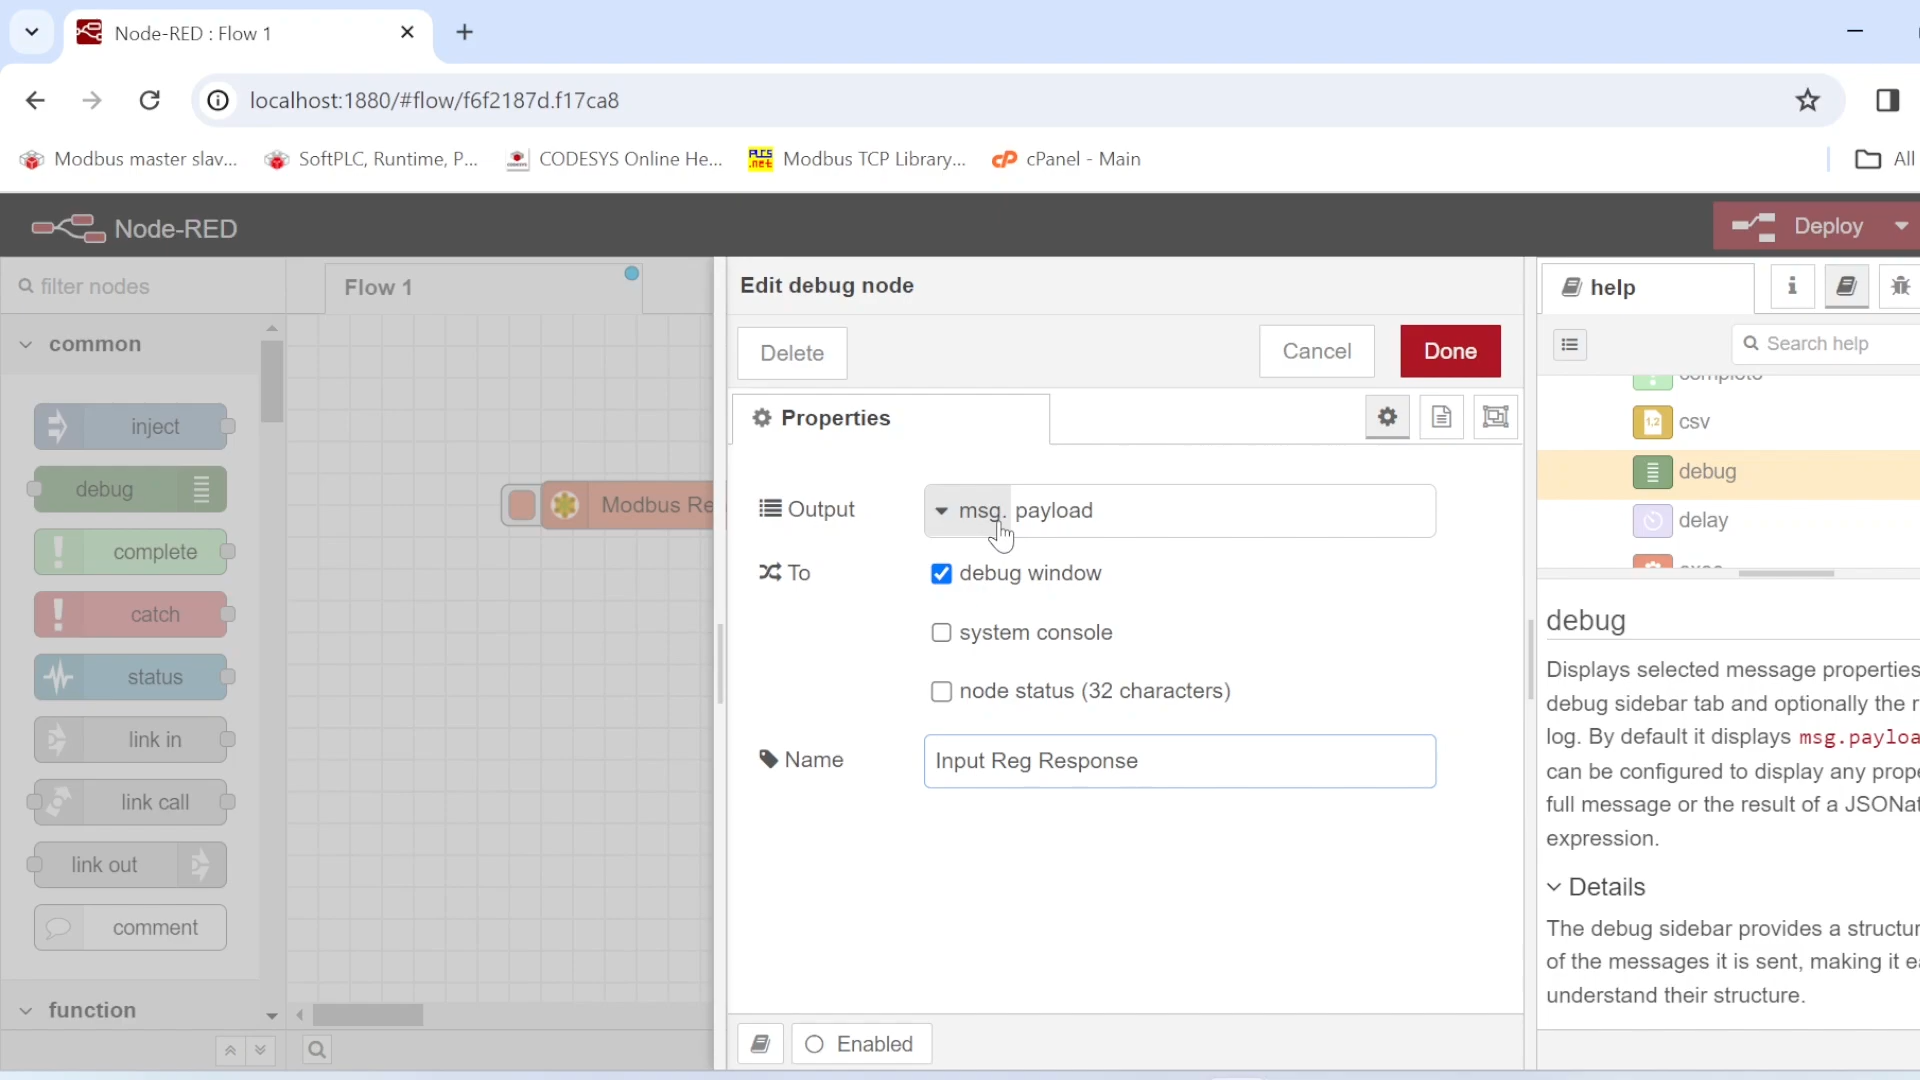 Node-RED : Flow 1
localhost:1880/#flow/f6f2187d.f17ca8
Modbus master slav... SoftPLC, Runtime, P... CODESYS Online He... Modbus TCP Library... cPanel - Main All
Node-RED Deploy
filter nodes
Flow 1
Edit debug node
help
i
common
Delete Cancel Done
Search help
inject
debug
complete
catch
status
link in
link call
link out
comment
function
Modbus Re
Properties
Output msg. payload
To debug window
system console
node status (32 characters)
Name Input Reg Response
Enabled
csv
debug
delay
debug
Displays selected message properties
debug sidebar tab and optionally the r
log. By default it displays msg.payloa
can be configured to display any prope
full message or the result of a JSONat
expression.
Details
The debug sidebar provides a structur
of the messages it is sent, making it ea
understand their structure.